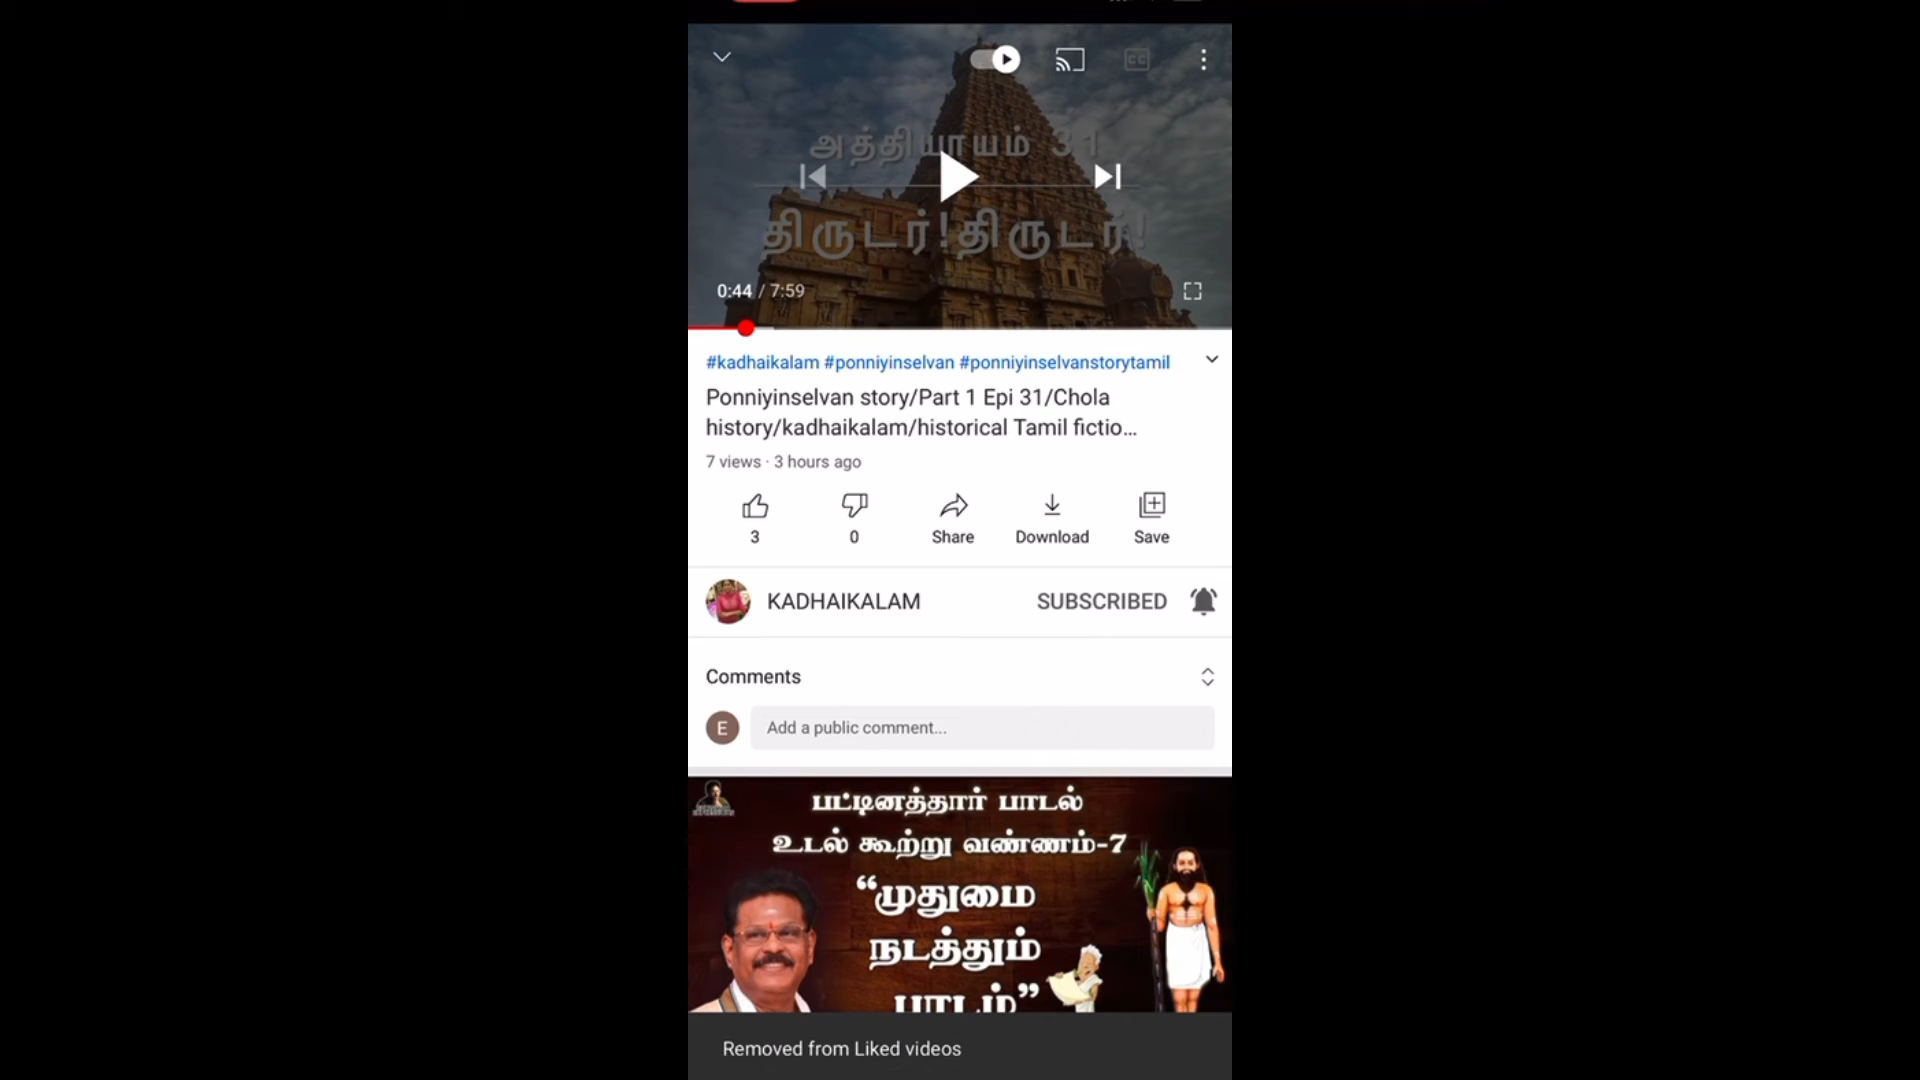 அத்தியாயம் 31
திருடர்!திருடர்!
0:44 / 7:59
#kadhaikalam #ponniyinselvan #ponniyinselvanstorytamil
Ponniyinselvan story/Part 1 Epi 31/Chola
history/kadhaikalam/historical Tamil fictio...
7 views · 3 hours ago
3
0
Share
Download
Save
KADHAIKALAM
SUBSCRIBED
Comments
E
Add a public comment...
பட்டினத்தார் பாடல்
உடல் கூற்று வண்ணம்-7
“முதுமை
நடத்தும்
பாடம்”
Removed from Liked videos